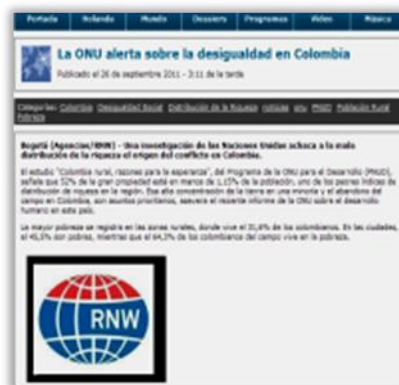 Portada Holanda Mundo Dossiers Programas Video Música
La ONU alerta sobre la desigualdad en Colombia
Publicado el 26 de septiembre 2011 - 3:11 de la tarde
Categorías: Colombia Desigualdad Social Distribución de la Riqueza noticias onu PNUD Población Rural
Pobreza
Bogotá (Agencias/RNW) - Una investigación de las Naciones Unidas achaca a la mala
distribución de la riqueza el origen del conflicto en Colombia.
El estudio "Colombia rural, razones para la esperanza", del Programa de la ONU para el Desarrollo (PNUD),
señala que 52% de la gran propiedad está en manos de 1,15% de la población, uno de los peores índices de
distribución de riqueza en la región. Esa alta concentración de la tierra en una minoría y el abandono del
campo en Colombia, son asuntos prioritarios, asevera el reciente informe de la ONU sobre el desarrollo
humano en este país.
La mayor pobreza se registra en las zonas rurales, donde vive el 31,6% de los colombianos. En las ciudades,
el 45,5% son pobres, mientras que el 64,3% de los colombianos del campo vive en la pobreza.
RNW